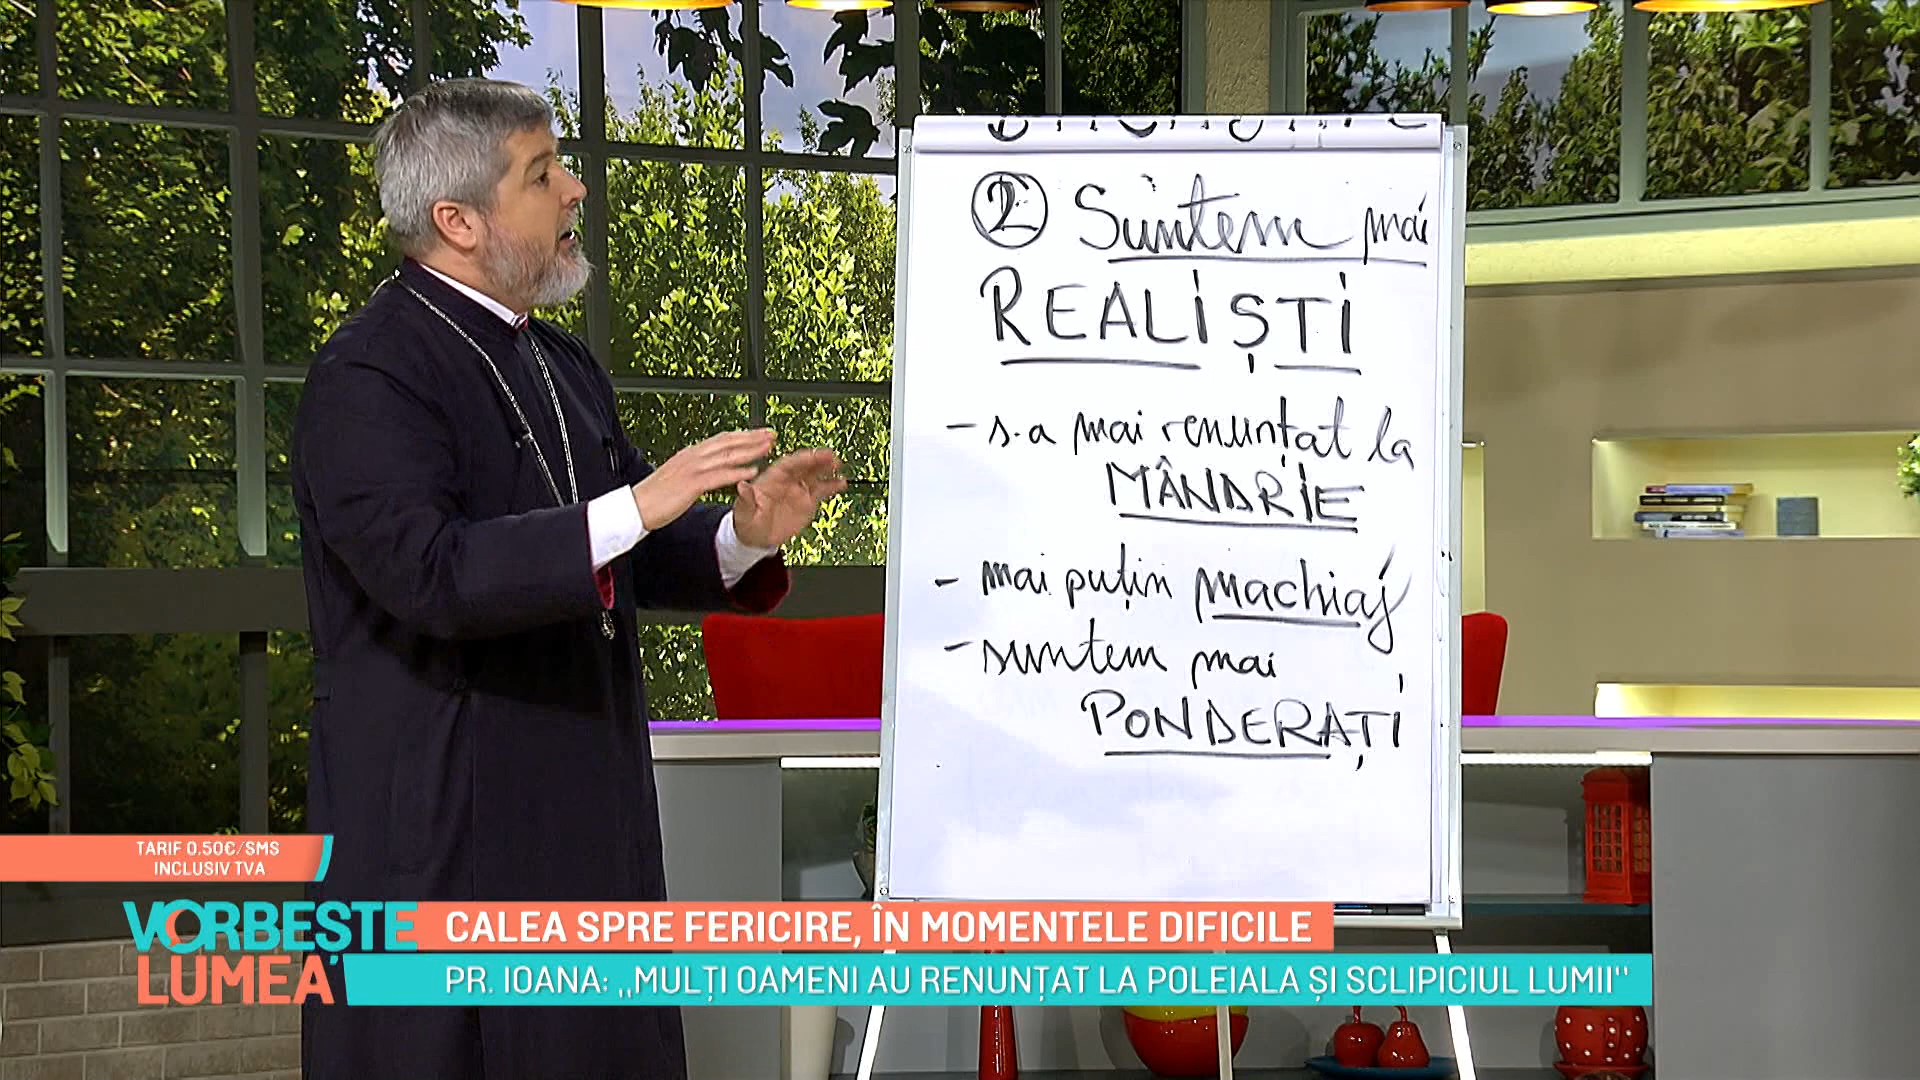 ② Suntem mai
REALIȘTI
- s-a mai renunțat la
MÂNDRIE
- mai puțin machiaj
- suntem mai
PONDERAȚI
TARIF 0,50€/SMS
INCLUSIV TVA
VORBEȘTE
LUMEA
CALEA SPRE FERICIRE, ÎN MOMENTELE DIFICILE
PR. IOANA: ,,MULȚI OAMENI AU RENUNȚAT LA POLEIALA ȘI SCLIPICIUL LUMII''